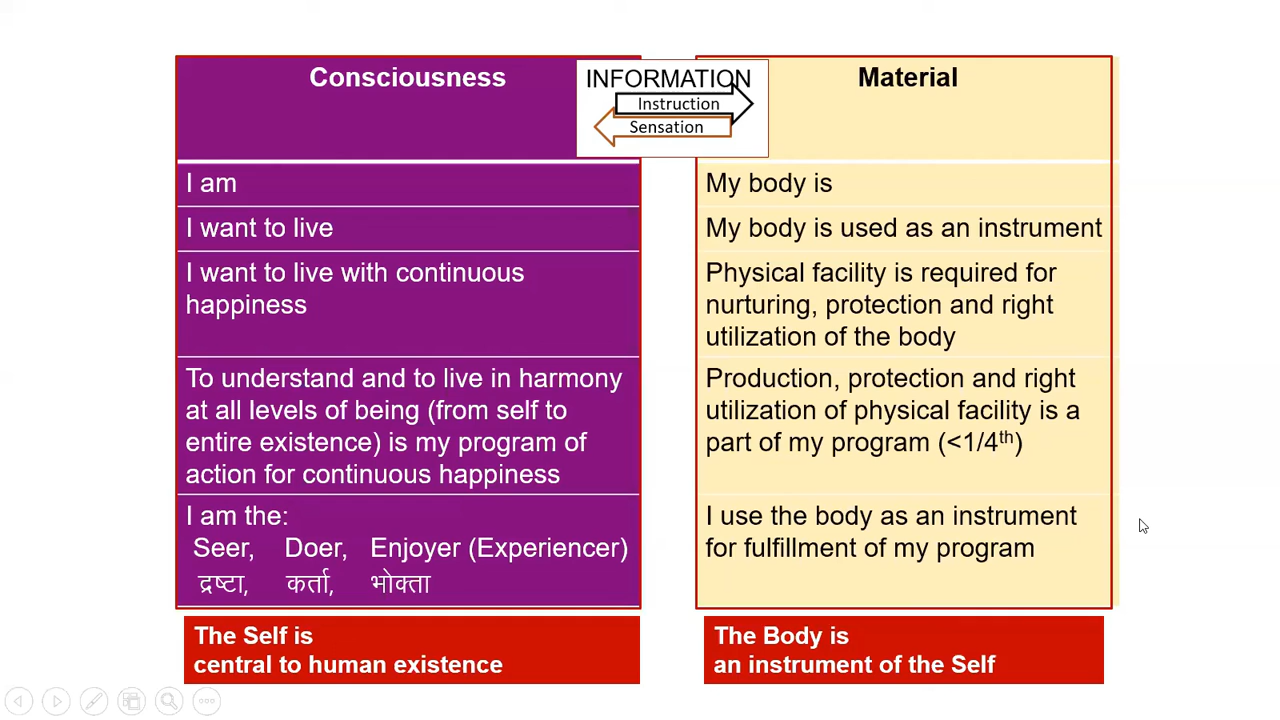 Consciousness
INFORMATION
Instruction
Sensation
Material
I am
My body is
I want to live
My body is used as an instrument
I want to live with continuous
happiness
Physical facility is required for
nurturing, protection and right
utilization of the body
To understand and to live in harmony
at all levels of being (from self to
entire existence) is my program of
action for continuous happiness
Production, protection and right
utilization of physical facility is a
part of my program (<1/4th)
I am the:
Seer, Doer, Enjoyer (Experiencer)
द्रष्टा, कर्ता, भोक्ता
I use the body as an instrument
for fulfillment of my program
The Self is
central to human existence
The Body is
an instrument of the Self